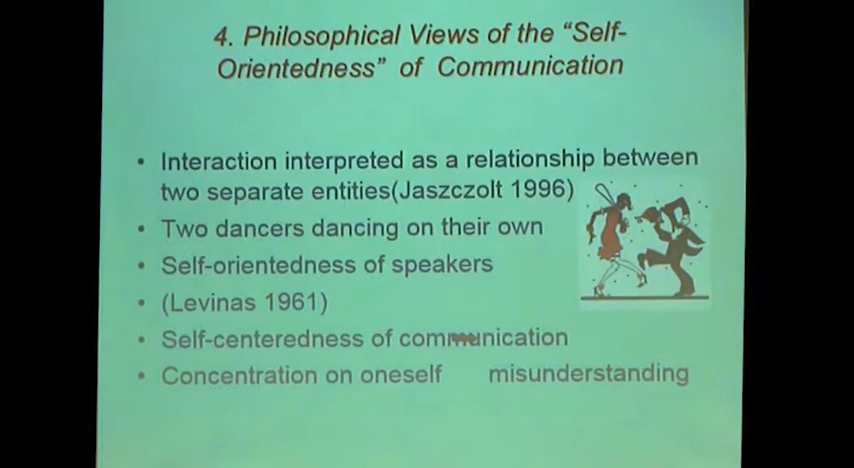 4. Philosophical Views of the “Self-
Orientedness” of Communication
• Interaction interpreted as a relationship between
two separate entities(Jaszczolt 1996)
• Two dancers dancing on their own
• Self-orientedness of speakers
• (Levinas 1961)
• Self-centeredness of communication
• Concentration on oneself misunderstanding